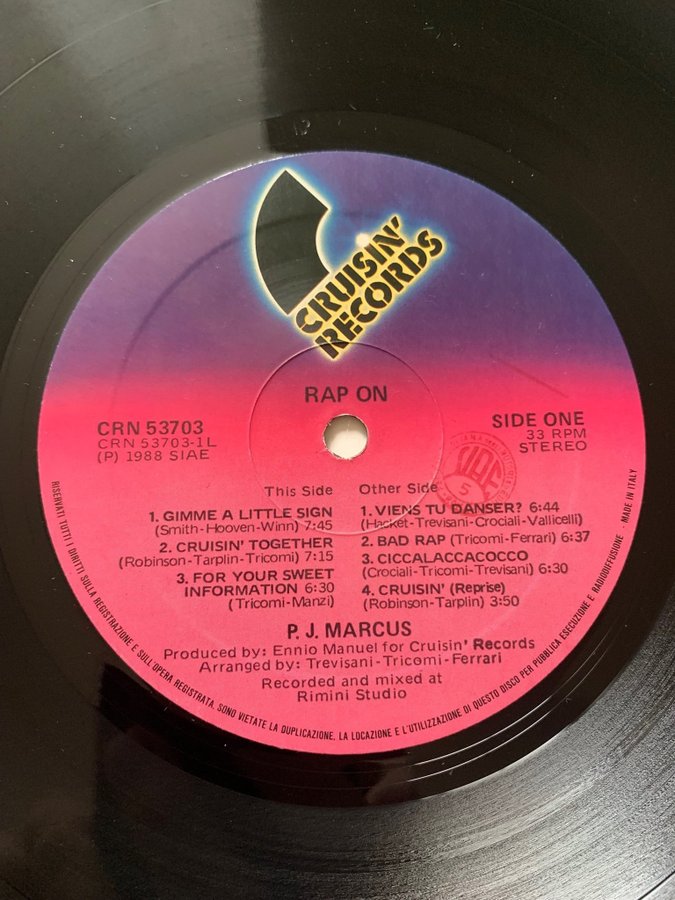 CRUISIN'
RECORDS
RAP ON
CRN 53703
CRN 53703-1L
(P) 1988 SIAE
SIDE ONE
33 RPM
STEREO
This Side
1. GIMME A LITTLE SIGN
(Smith-Hooven-Winn) 7:45
2. CRUISIN' TOGETHER
(Robinson-Tarplin-Tricomi) 7:15
3. FOR YOUR SWEET
INFORMATION 6:30
(Tricomi-Manzi)
Other Side
1. VIENS TU DANSER? 6:44
(Hacket-Trevisani-Crociali-Vallicelli)
2. BAD RAP (Tricomi-Ferrari) 6:37
3. CICCALACCACOCCO
(Crociali-Tricomi-Trevisani) 6:30
4. CRUISIN' (Reprise)
(Robinson-Tarplin) 3:50
P. J. MARCUS
Produced by: Ennio Manuel for Cruisin' Records
Arranged by: Trevisani-Tricomi-Ferrari
Recorded and mixed at
Rimini Studio
RISERVATI TUTTI I DIRITTI SULLA REGISTRAZIONE E SULL'OPERA REGISTRATA. SONO VIETATE LA DUPLICAZIONE, LA LOCAZIONE E L'UTILIZZAZIONE DI QUESTO DISCO PER PUBBLICA ESECUZIONE E RADIODIFFUSIONE - MADE IN ITALY
5